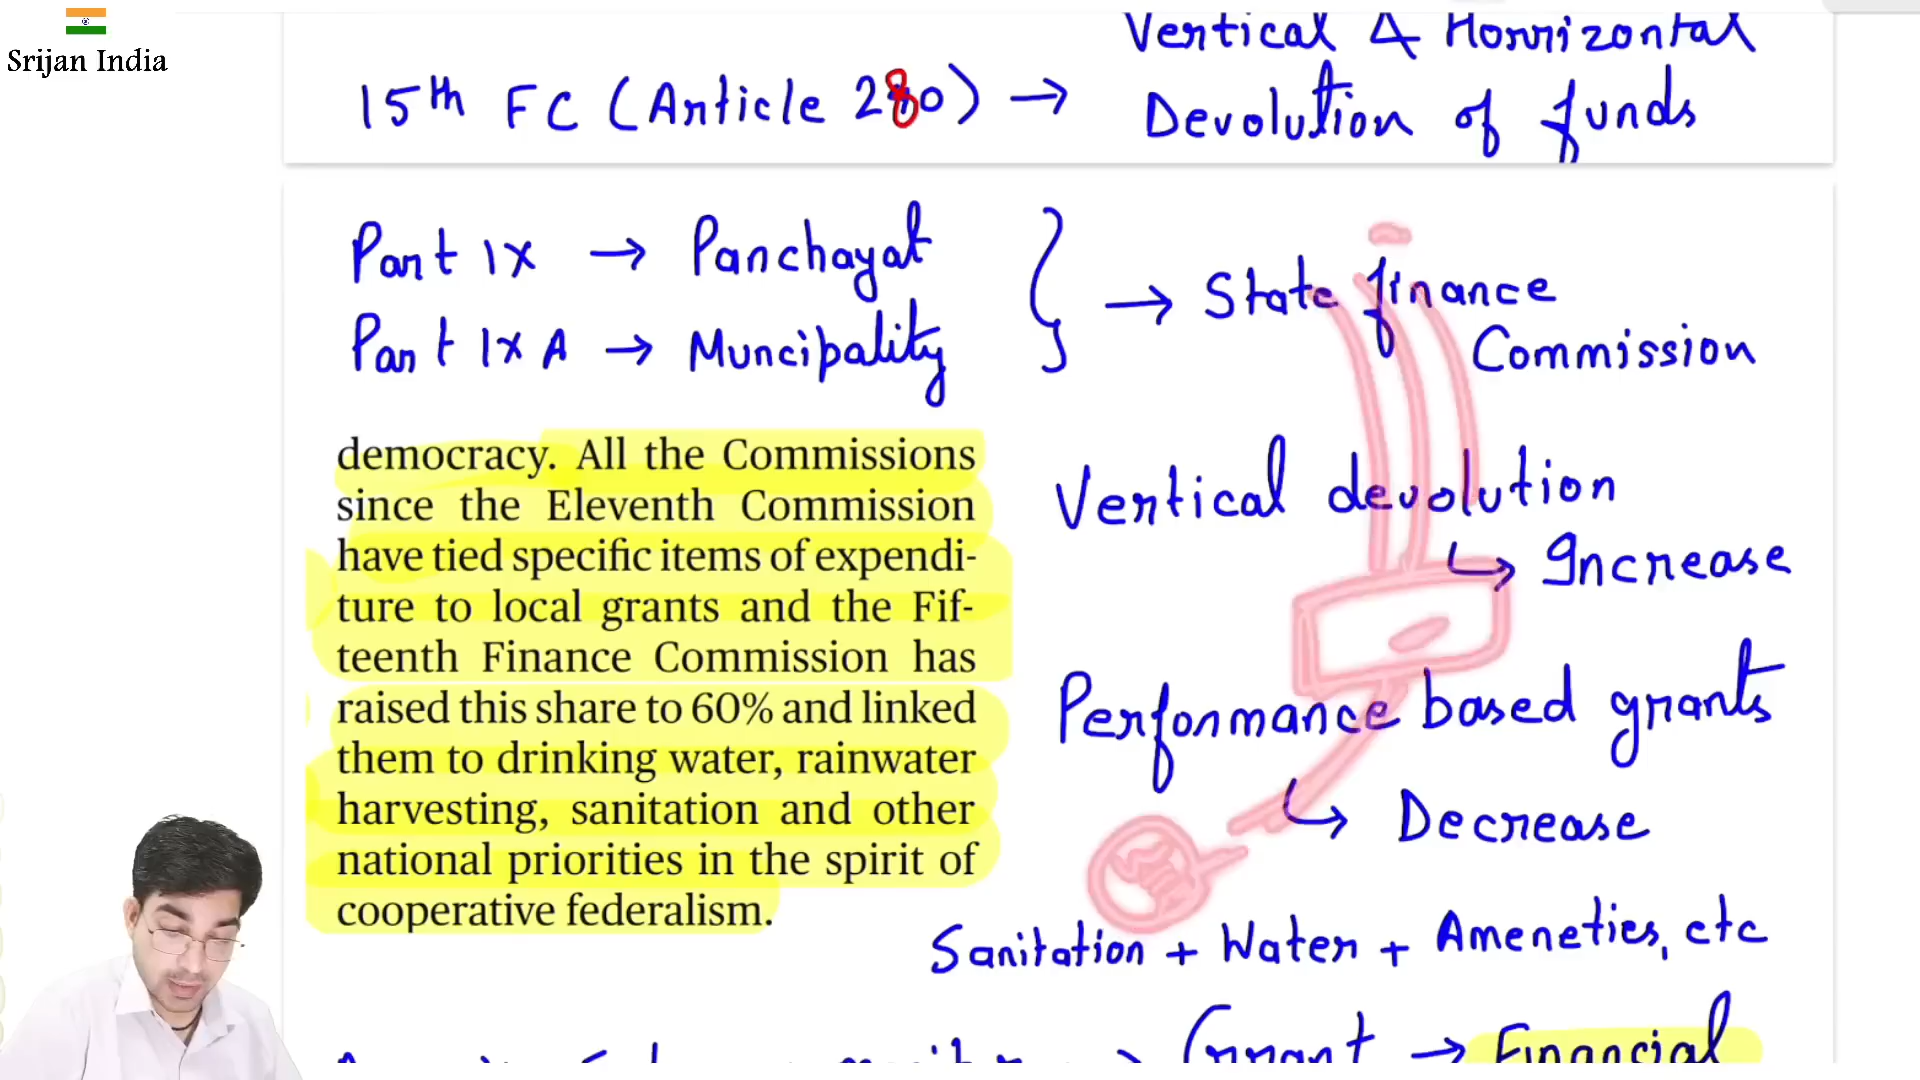 Srijan India
Vertical & Horrizontal
15th FC (Article 280) → Devolution of funds
Part IX → Panchayat
Part IX A → Muncipality
→ State finance
Commission
democracy. All the Commissions
since the Eleventh Commission
have tied specific items of expendi-
ture to local grants and the Fif-
teenth Finance Commission has
raised this share to 60% and linked
them to drinking water, rainwater
harvesting, sanitation and other
national priorities in the spirit of
cooperative federalism.
Vertical devolution
↳ Increase
Performance based grants
↳ Decrease
Sanitation + Water + Ameneties, etc
Grant → Financial